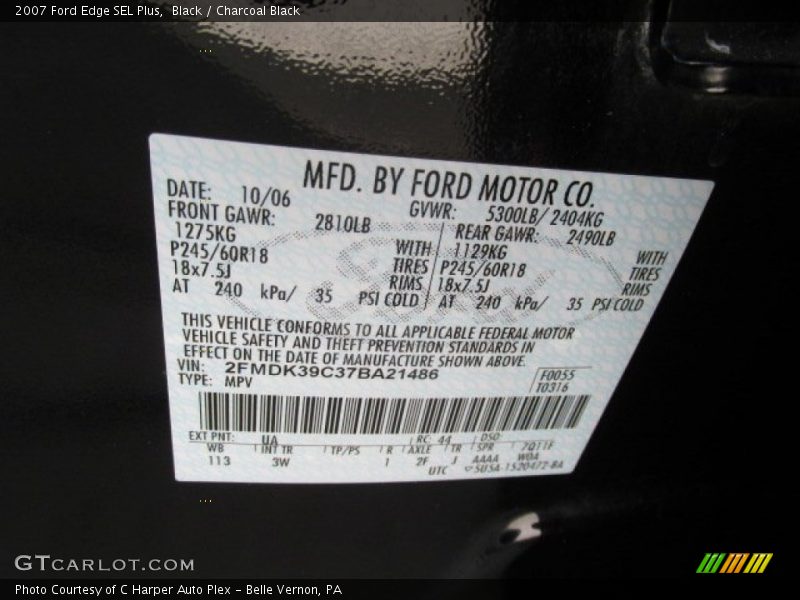 2007 Ford Edge SEL Plus, Black / Charcoal Black
MFD. BY FORD MOTOR CO.
DATE: 10/06 GVWR: 5300LB/ 2404KG
FRONT GAWR: 2810LB REAR GAWR: 2490LB
1275KG WITH 1129KG WITH
P245/60R18 TIRES P245/60R18 TIRES
18x7.5J RIMS 18x7.5J RIMS
AT 240 kPa/ 35 PSI COLD AT 240 kPa/ 35 PSI COLD
THIS VEHICLE CONFORMS TO ALL APPLICABLE FEDERAL MOTOR
VEHICLE SAFETY AND THEFT PREVENTION STANDARDS IN
EFFECT ON THE DATE OF MANUFACTURE SHOWN ABOVE.
VIN: 2FMDK39C37BA21486 F0055
TYPE: MPV T0316
EXT PNT: UA RC: 44 DSO:
WB INT TR TP/PS R AXLE TR SPR
113 3W 1 2F J AAAA
UTC
Ford
GTCARLOT.COM
Photo Courtesy of C Harper Auto Plex - Belle Vernon, PA